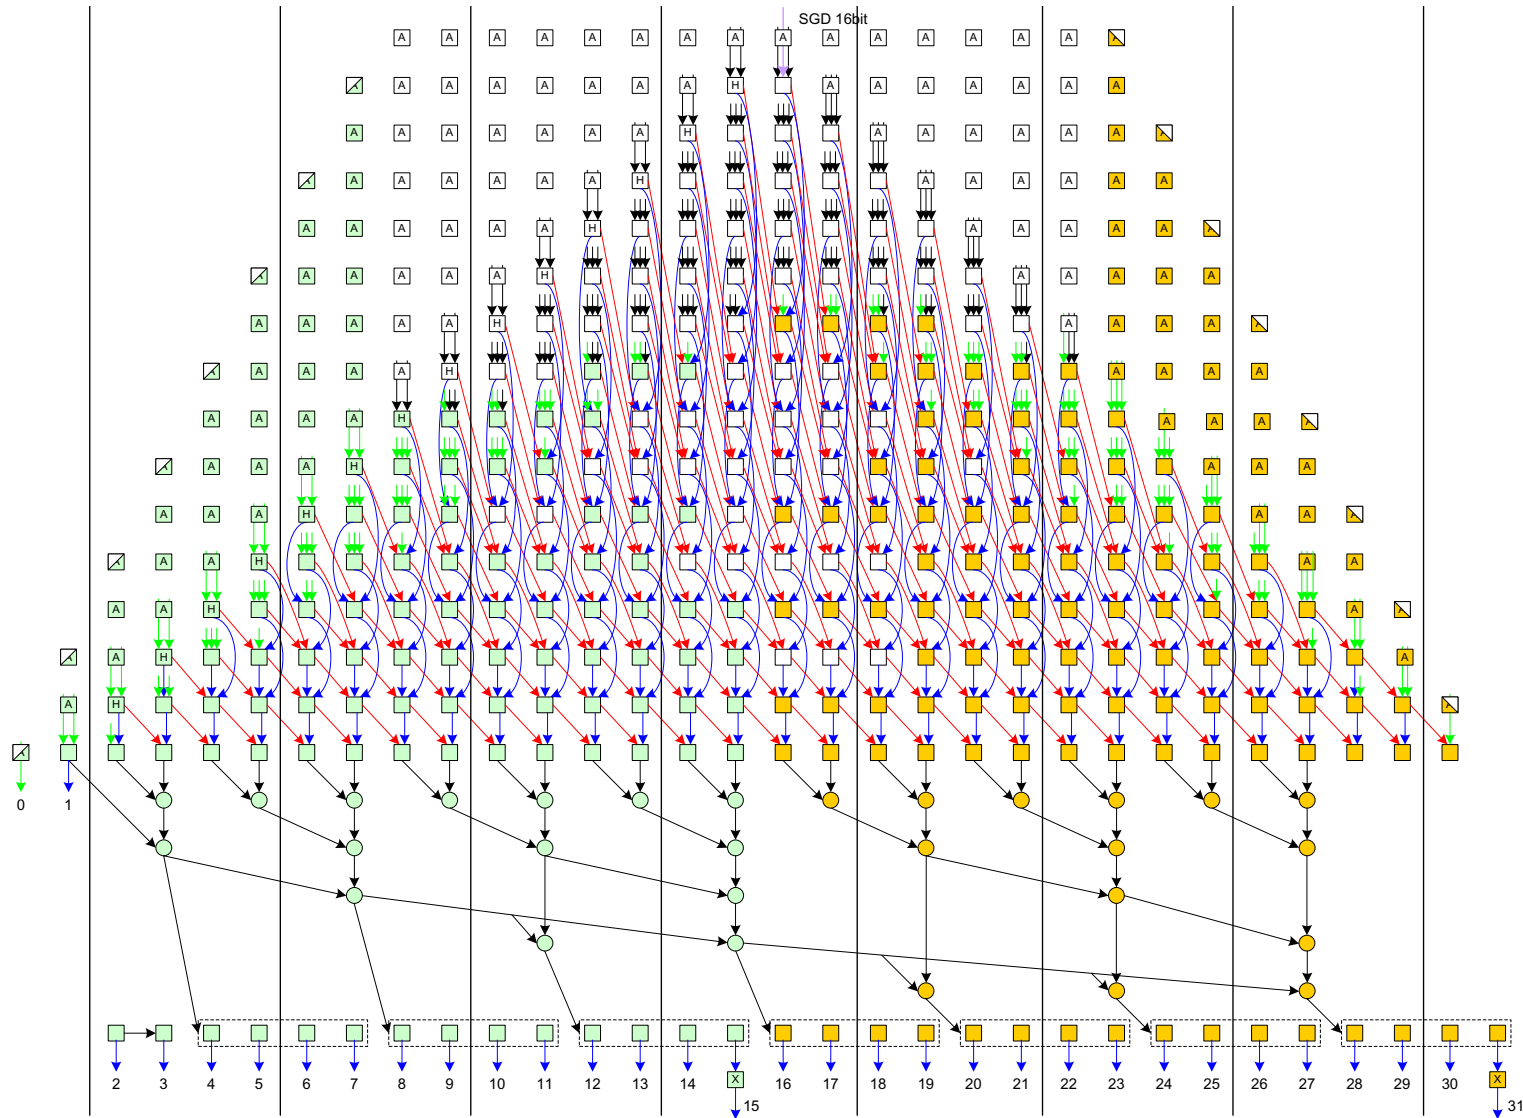 SGD 16bit
A A A A A A A A A A A A A A A A
A A A A A A A A H A A A A A A A
A A A A A A A H A A A A A A A
A A A A A A A H A A A A A A
A A A A A A H A A A A A A
A A A A A A H A A A A A
A A A A A H A A A A A
A A A A A H A A A A
A A A A H A A A A
A A A A H A A A
A A A H A A A
A A A H A A
A A H A A
A A H A
A H A
A
0 1
2 3 4 5 6 7 8 9 10 11 12 13 14 X 16 17 18 19 20 21 22 23 24 25 26 27 28 29 30 X
15 31